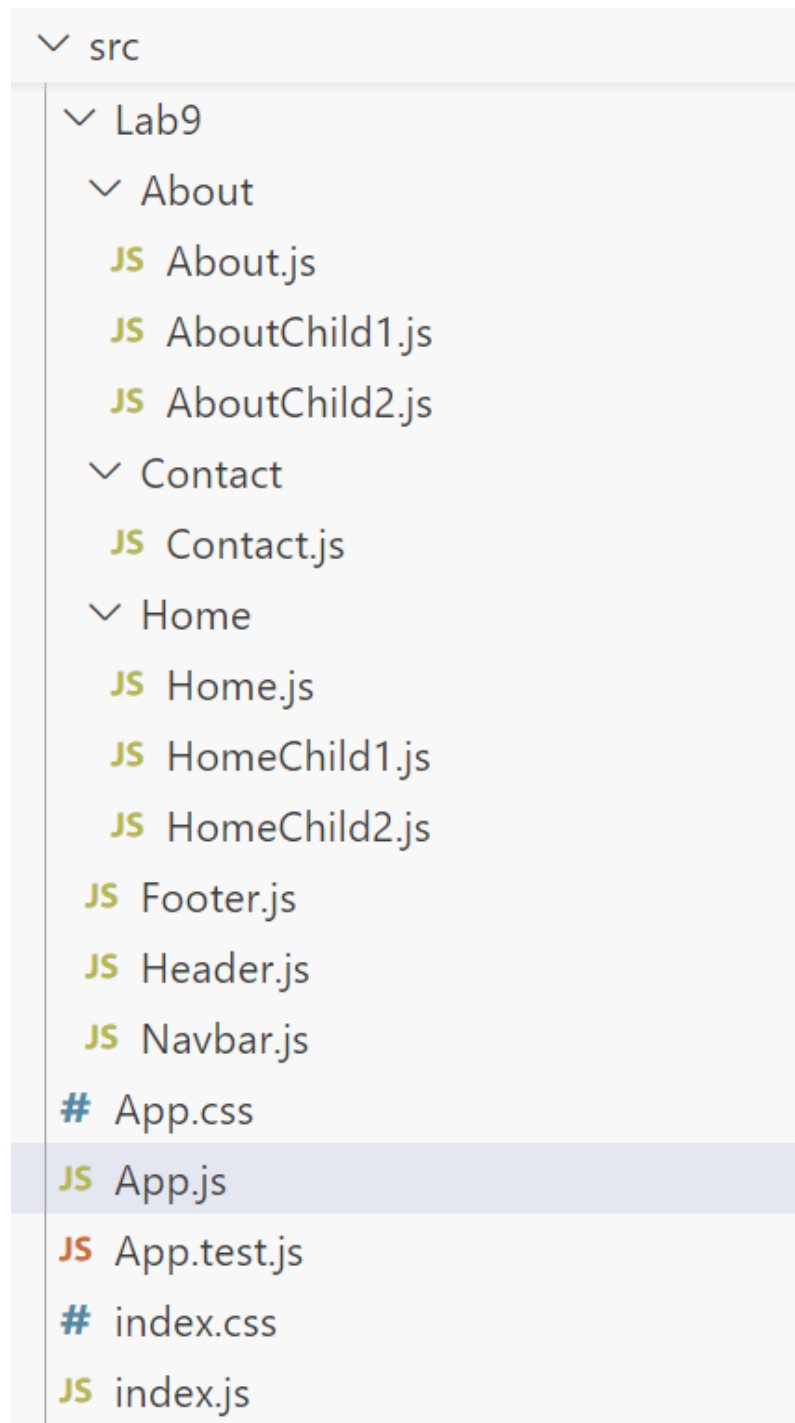 src
Lab9
About
JS About.js
JS AboutChild1.js
JS AboutChild2.js
Contact
JS Contact.js
Home
JS Home.js
JS HomeChild1.js
JS HomeChild2.js
JS Footer.js
JS Header.js
JS Navbar.js
# App.css
JS App.js
JS App.test.js
# index.css
JS index.js